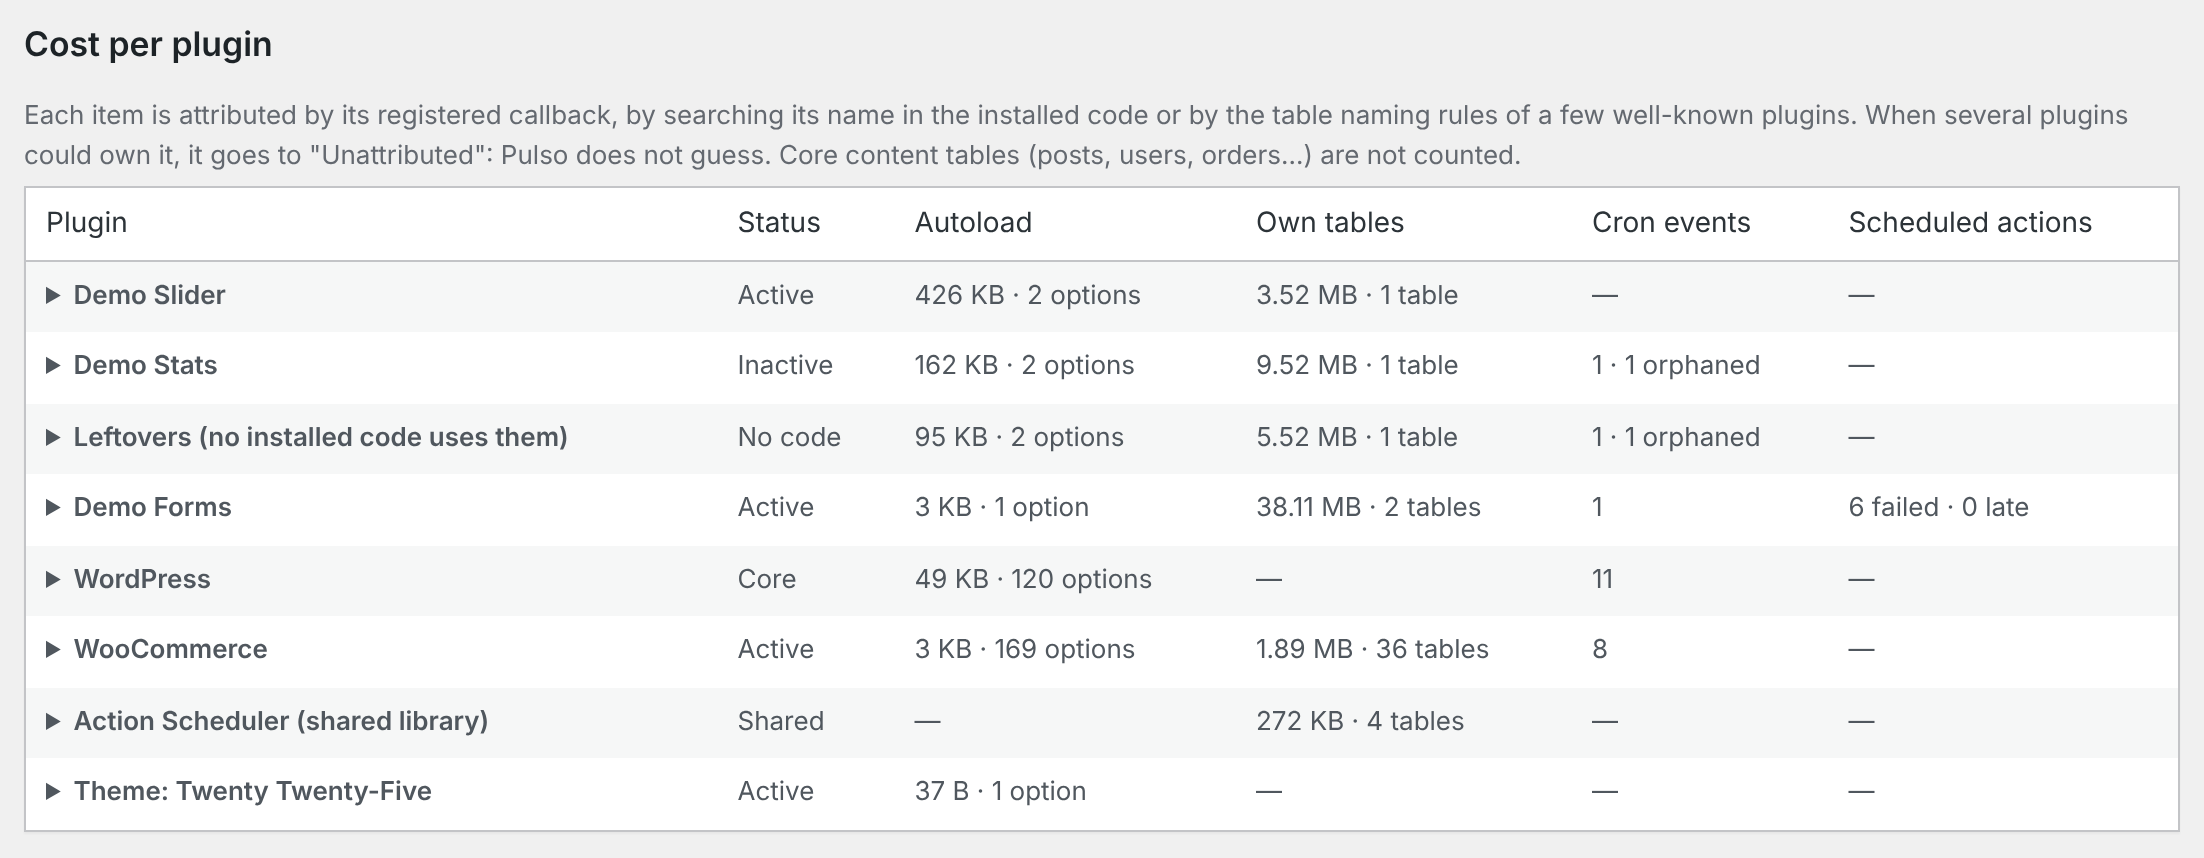 Cost per plugin
Each item is attributed by its registered callback, by searching its name in the installed code or by the table naming rules of a few well-known plugins. When several plugins
could own it, it goes to "Unattributed": Pulso does not guess. Core content tables (posts, users, orders...) are not counted.
Plugin Status Autoload Own tables Cron events Scheduled actions
▶ Demo Slider Active 426 KB · 2 options 3.52 MB · 1 table — —
▶ Demo Stats Inactive 162 KB · 2 options 9.52 MB · 1 table 1 · 1 orphaned —
▶ Leftovers (no installed code uses them) No code 95 KB · 2 options 5.52 MB · 1 table 1 · 1 orphaned —
▶ Demo Forms Active 3 KB · 1 option 38.11 MB · 2 tables 1 6 failed · 0 late
▶ WordPress Core 49 KB · 120 options — 11 —
▶ WooCommerce Active 3 KB · 169 options 1.89 MB · 36 tables 8 —
▶ Action Scheduler (shared library) Shared — 272 KB · 4 tables — —
▶ Theme: Twenty Twenty-Five Active 37 B · 1 option — — —